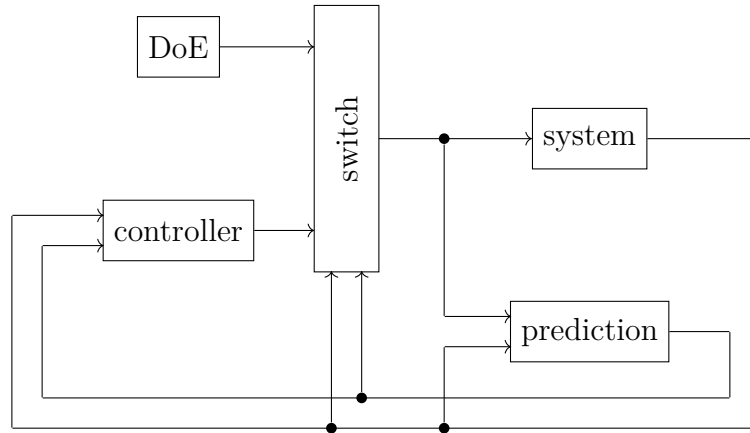 DoE
switch
system
controller
prediction